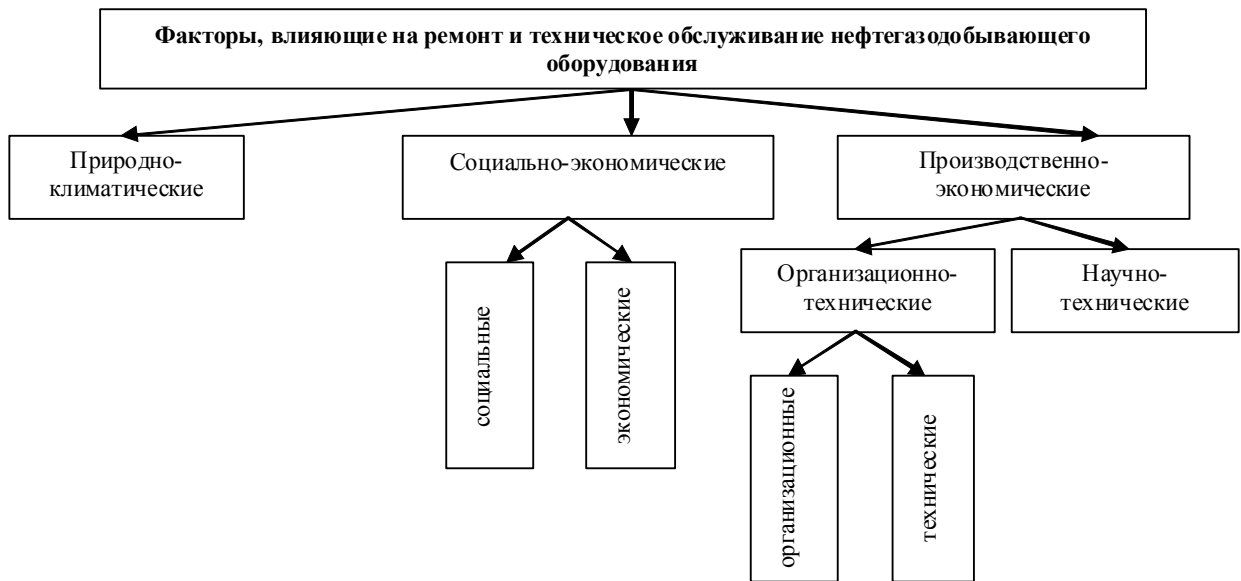 Факторы, влияющие на ремонт и техническое обслуживание нефтегазодобывающего
оборудования
Природно-
климатические
Социально-экономические
Производственно-
экономические
социальные
экономические
Организационно-
технические
Научно-
технические
организационные
технические